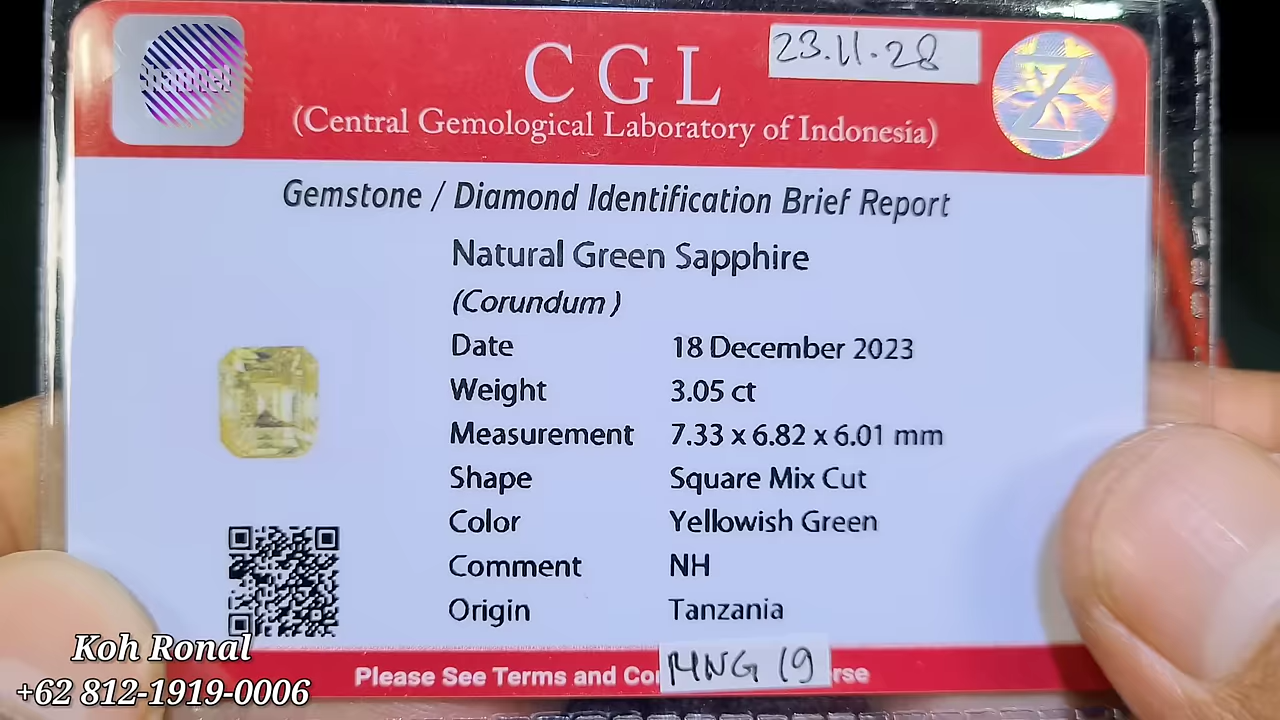 23.11.28
CGL
(Central Gemological Laboratory of Indonesia)
Z
Gemstone / Diamond Identification Brief Report
Natural Green Sapphire
(Corundum)
Date 18 December 2023
Weight 3.05 ct
Measurement 7.33 x 6.82 x 6.01 mm
Shape Square Mix Cut
Color Yellowish Green
Comment NH
Origin Tanzania
Koh Ronal
+62 812-1919-0006
Please See Terms and Co
MNG 19
rse